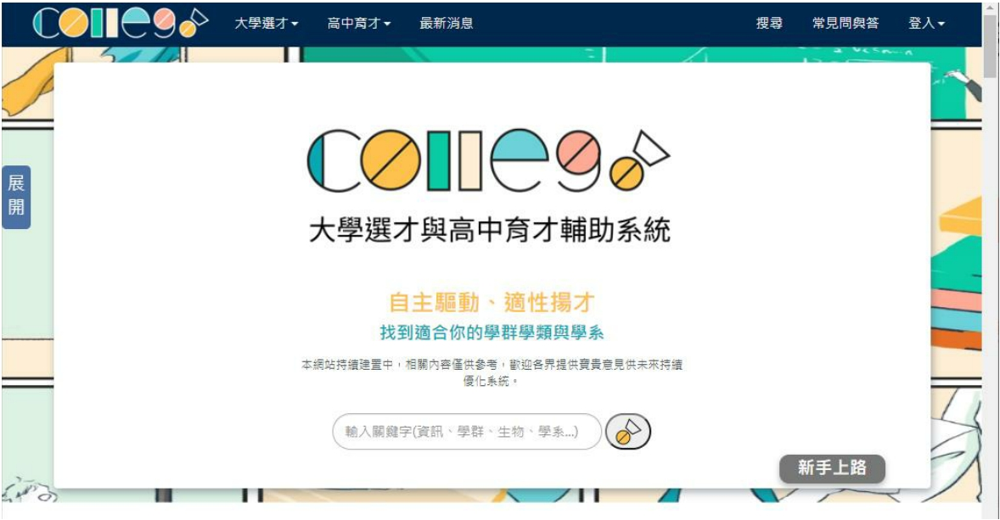 Collego 大學選才 高中育才 最新消息 搜尋 常見問與答 登入
展開
Collego
大學選才與高中育才輔助系統
自主驅動、適性揚才
找到適合你的學群學類與學系
本網站持續建置中，相關內容僅供參考，歡迎各界提供寶貴意見供未來持續
優化系統。
輸入關鍵字(資訊、學群、生物、學系...)
新手上路